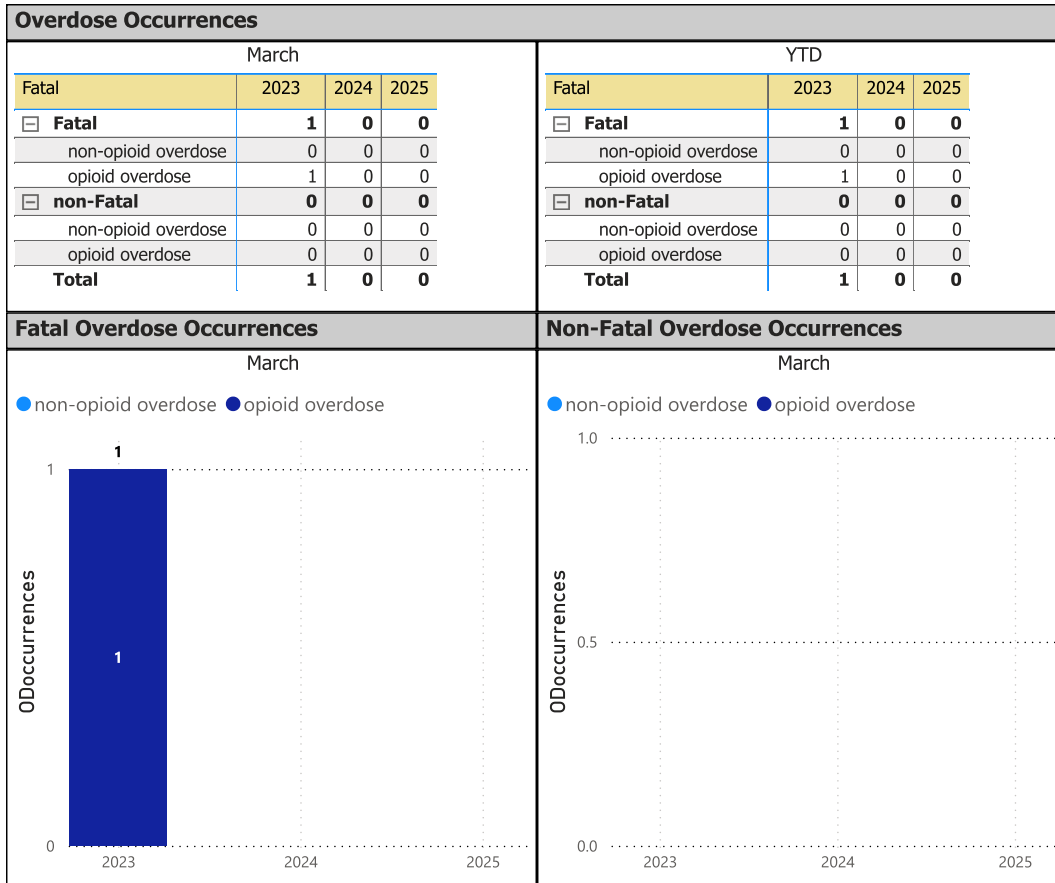 Overdose Occurrences
March
Fatal 2023 2024 2025
Fatal 1 0 0
non-opioid overdose 0 0 0
opioid overdose 1 0 0
non-Fatal 0 0 0
non-opioid overdose 0 0 0
opioid overdose 0 0 0
Total 1 0 0
YTD
Fatal 2023 2024 2025
Fatal 1 0 0
non-opioid overdose 0 0 0
opioid overdose 1 0 0
non-Fatal 0 0 0
non-opioid overdose 0 0 0
opioid overdose 0 0 0
Total 1 0 0
Fatal Overdose Occurrences
March
non-opioid overdose opioid overdose
1
1
1
0
ODoccurrences
2023 2024 2025
Non-Fatal Overdose Occurrences
March
non-opioid overdose opioid overdose
1.0
0.5
0.0
ODoccurrences
2023 2024 2025